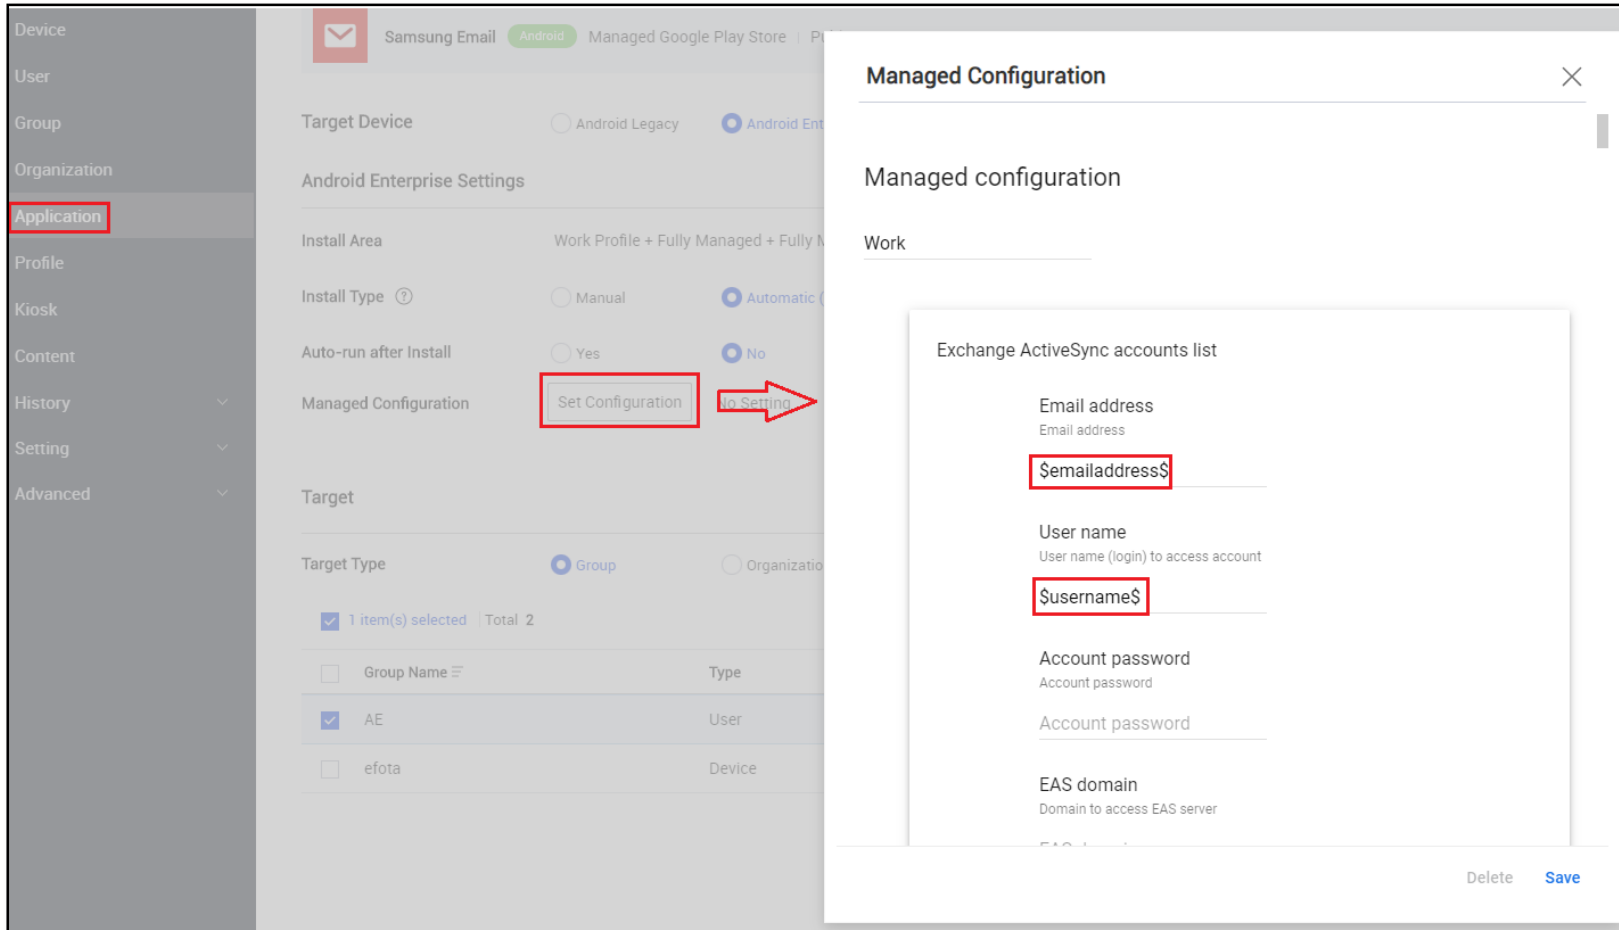 Device
User
Group
Organization
Application
Profile
Kiosk
Content
History
Setting
Advanced
Samsung Email Android Managed Google Play Store
Target Device Android Legacy Android Ent
Android Enterprise Settings
Install Area Work Profile + Fully Managed + Fully M
Install Type ? Manual Automatic (
Auto-run after Install Yes No
Managed Configuration Set Configuration No Setting
Target
Target Type Group Organizatio
1 item(s) selected Total 2
Group Name Type
AE User
efota Device
Managed Configuration
Managed configuration
Work
Exchange ActiveSync accounts list
Email address
Email address
$emailaddress$
User name
User name (login) to access account
$username$
Account password
Account password
Account password
EAS domain
Domain to access EAS server
Delete Save